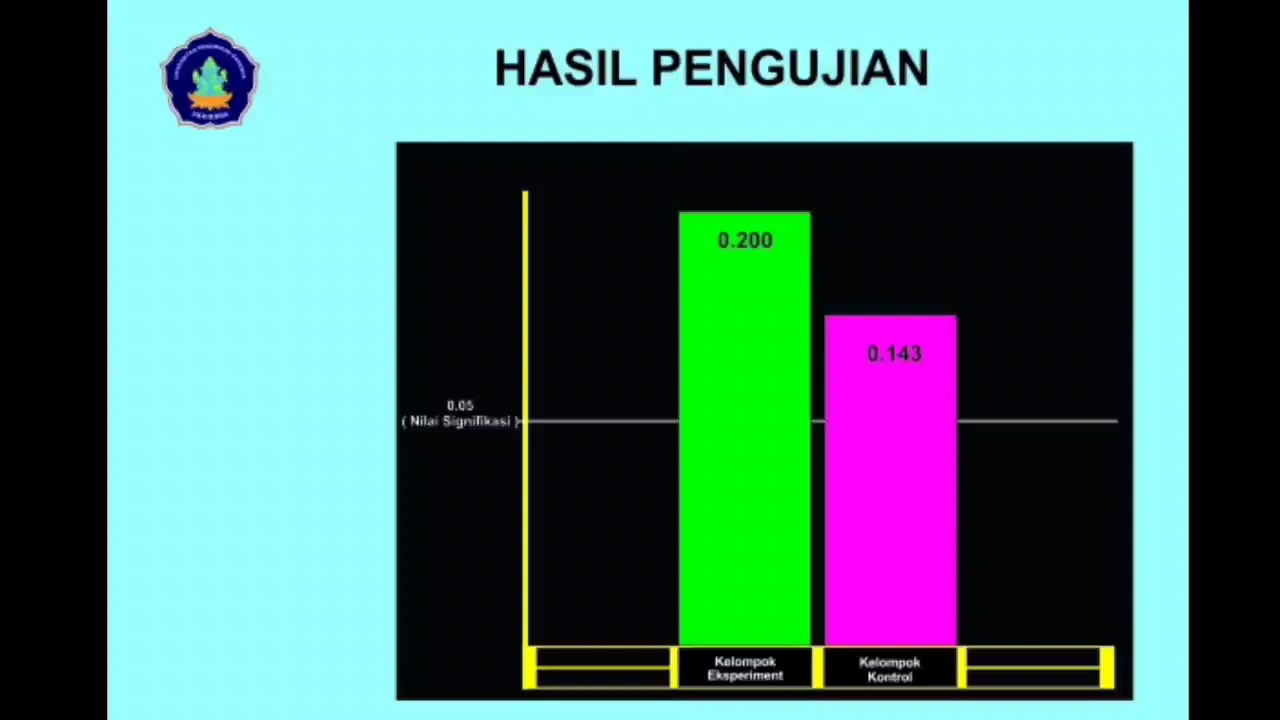 HASIL PENGUJIAN
0.200
0.143
0.05
( Nilai Signifikasi )
Kelompok
Eksperiment
Kelompok
Kontrol